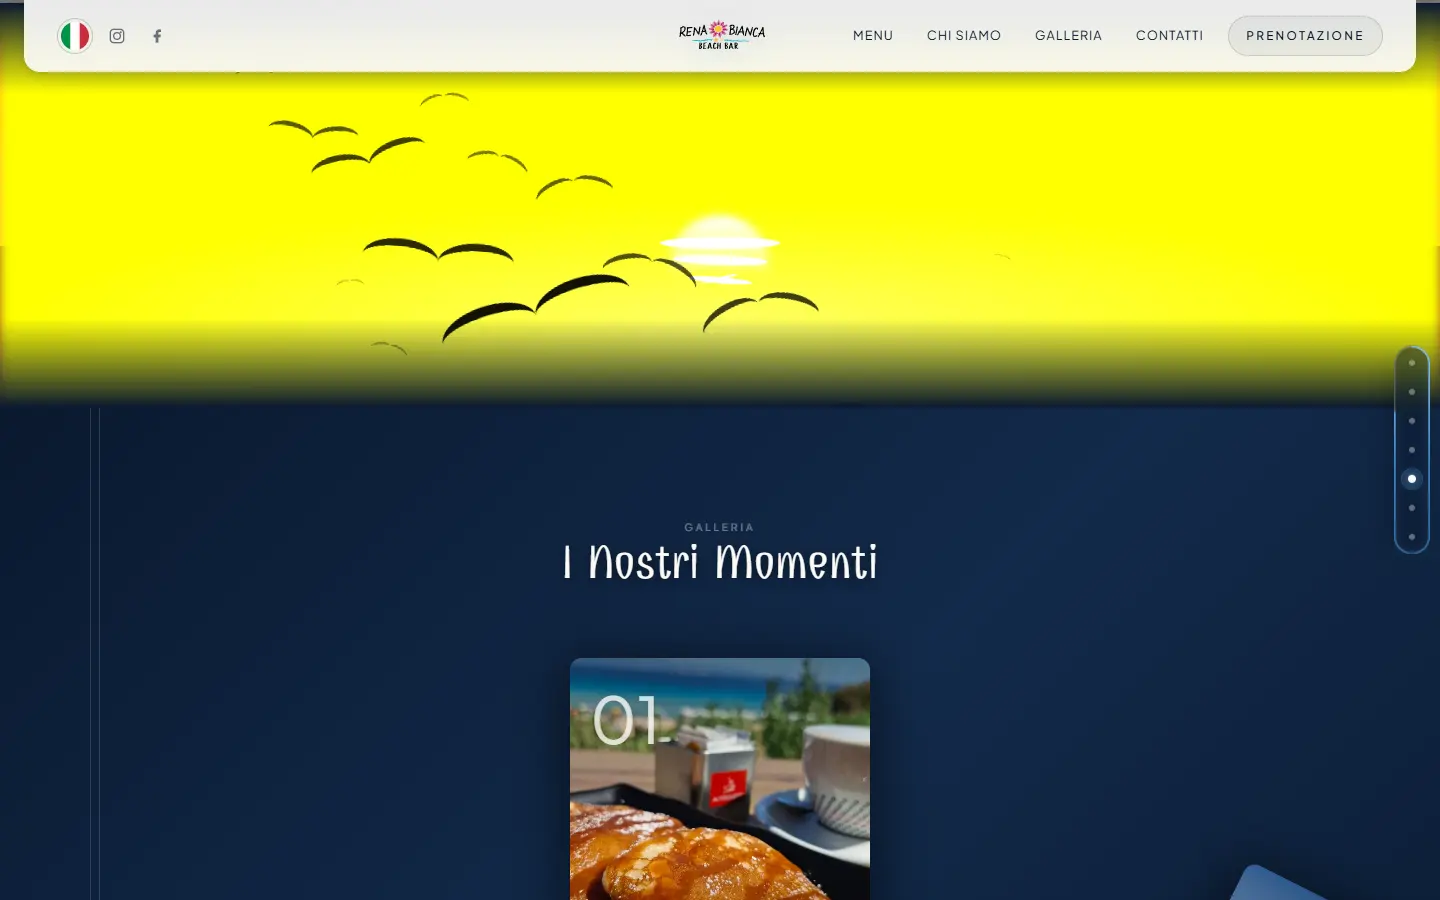 RENA BIANCA
BEACH BAR
MENU
CHI SIAMO
GALLERIA
CONTATTI
PRENOTAZIONE
GALLERIA
I Nostri Momenti
01